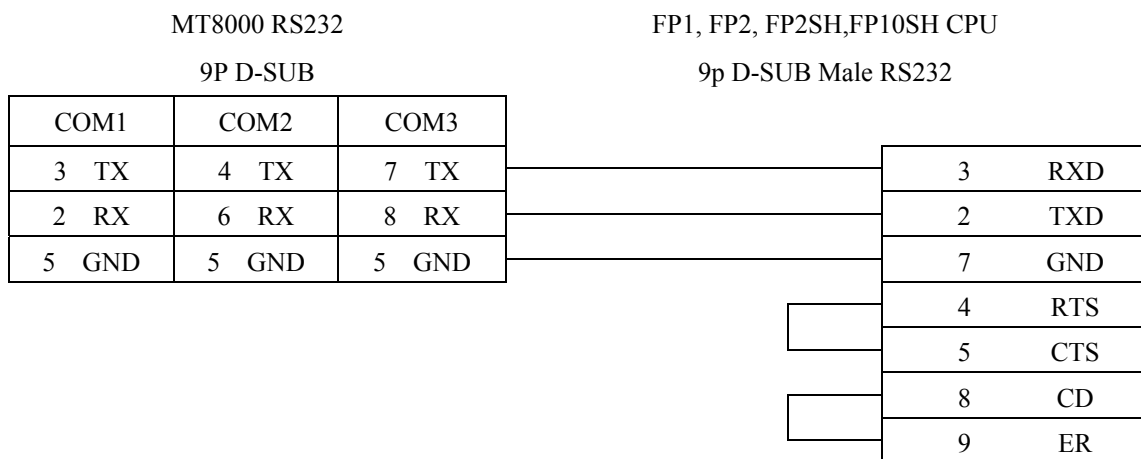 MT8000 RS232 FP1, FP2, FP2SH,FP10SH CPU
9P D-SUB 9p D-SUB Male RS232
COM1 COM2 COM3
3 TX 4 TX 7 TX 3 RXD
2 RX 6 RX 8 RX 2 TXD
5 GND 5 GND 5 GND 7 GND
4 RTS
5 CTS
8 CD
9 ER